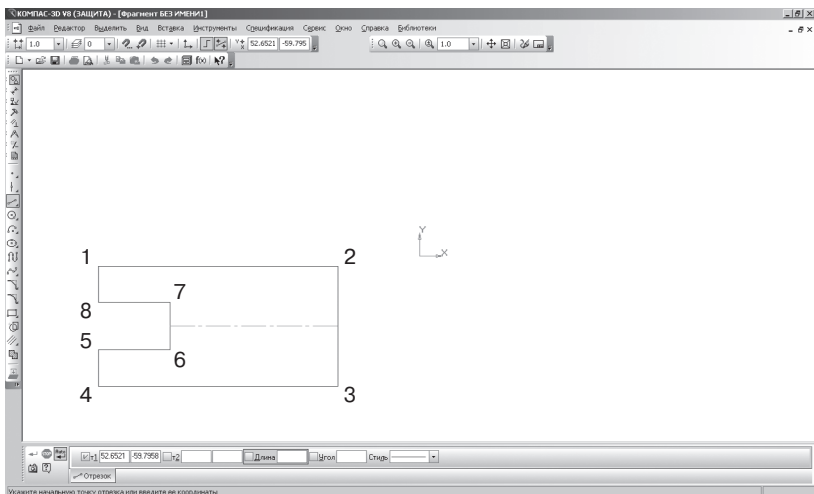 КОМПАС-3D V8 (ЗАЩИТА) - [Фрагмент БЕЗ ИМЕНИ1]
Файл Редактор Выделить Вид Вставка Инструменты Спецификация Сервис Окно Справка Библиотеки
1.0 0 52.6521 -59.795 1.0
f(x)
Y
X
1 2
7
8
5
6
4 3
т1 52.6521 -59.7958 т2 Длина Угол Стиль
Отрезок
Укажите начальную точку отрезка или введите ее координаты